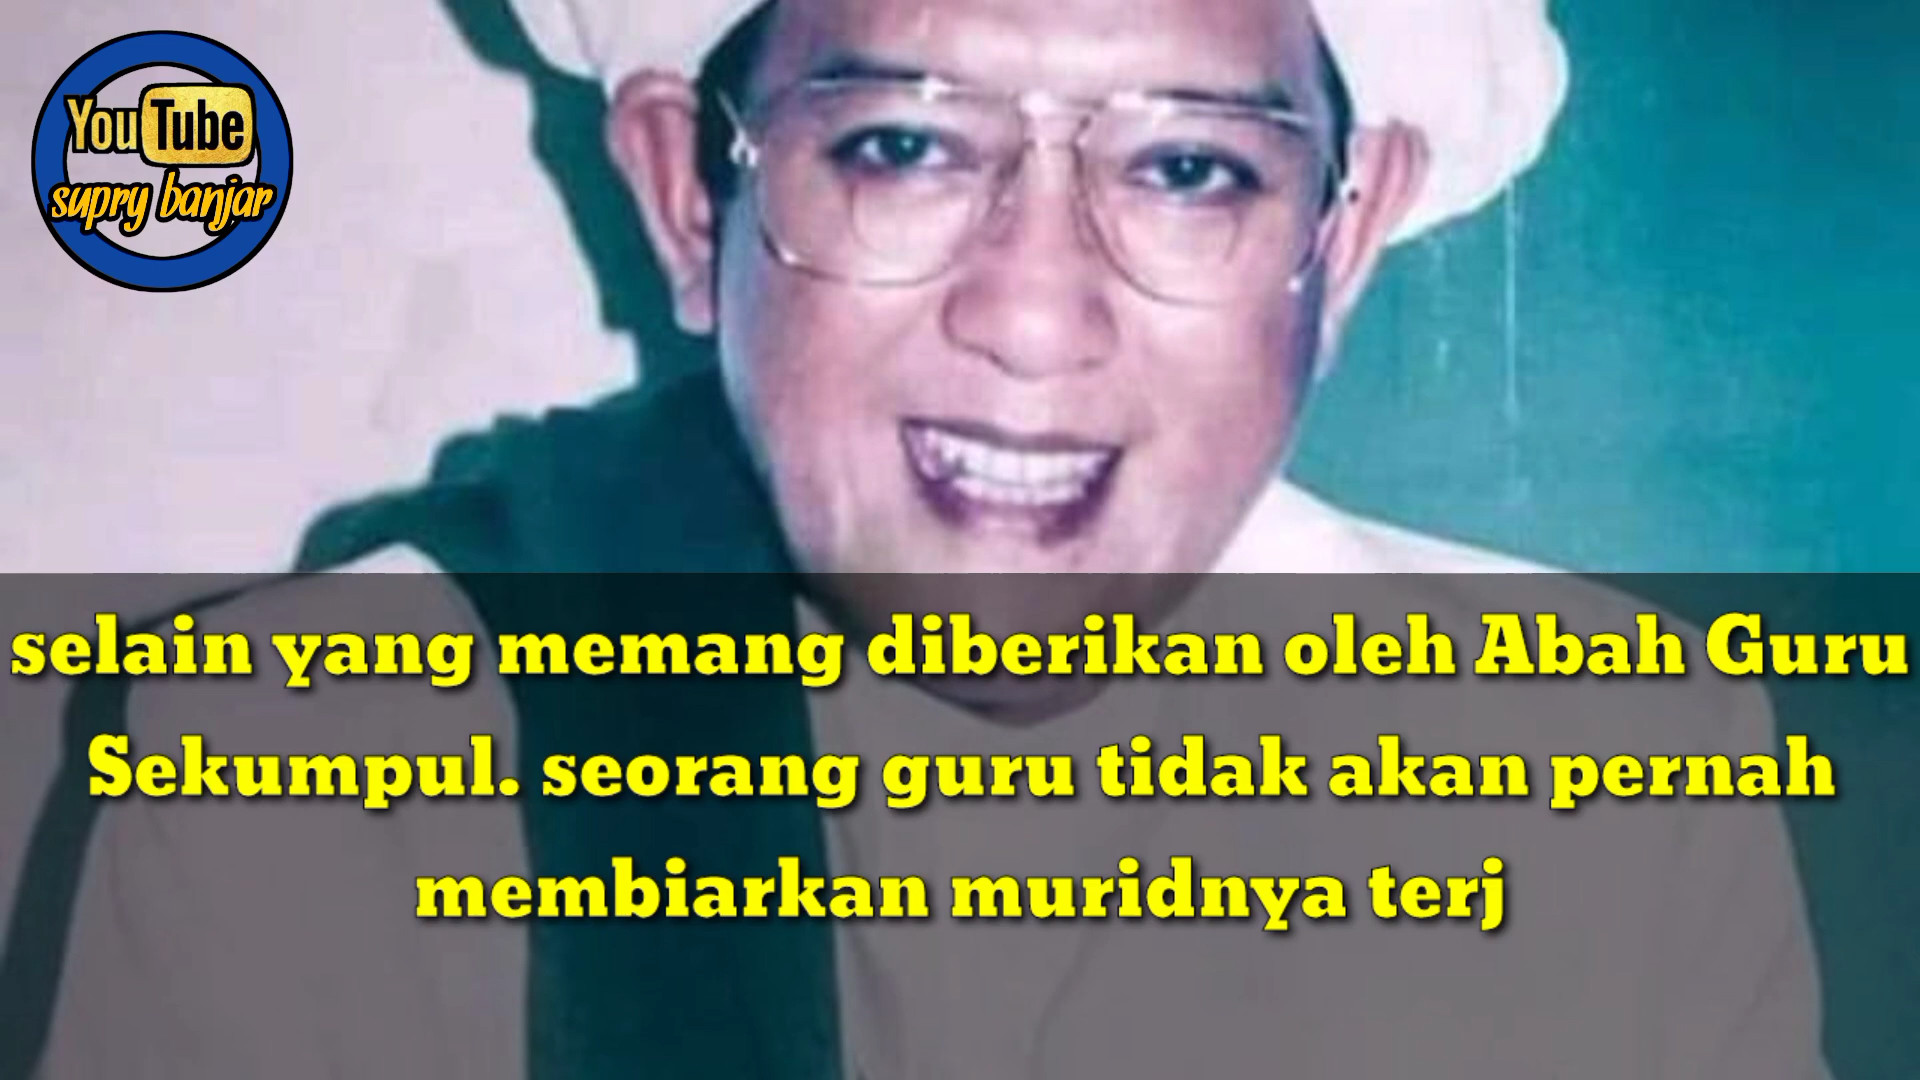 YouTube
supry banjar
selain yang memang diberikan oleh Abah Guru
Sekumpul. seorang guru tidak akan pernah
membiarkan muridnya terj